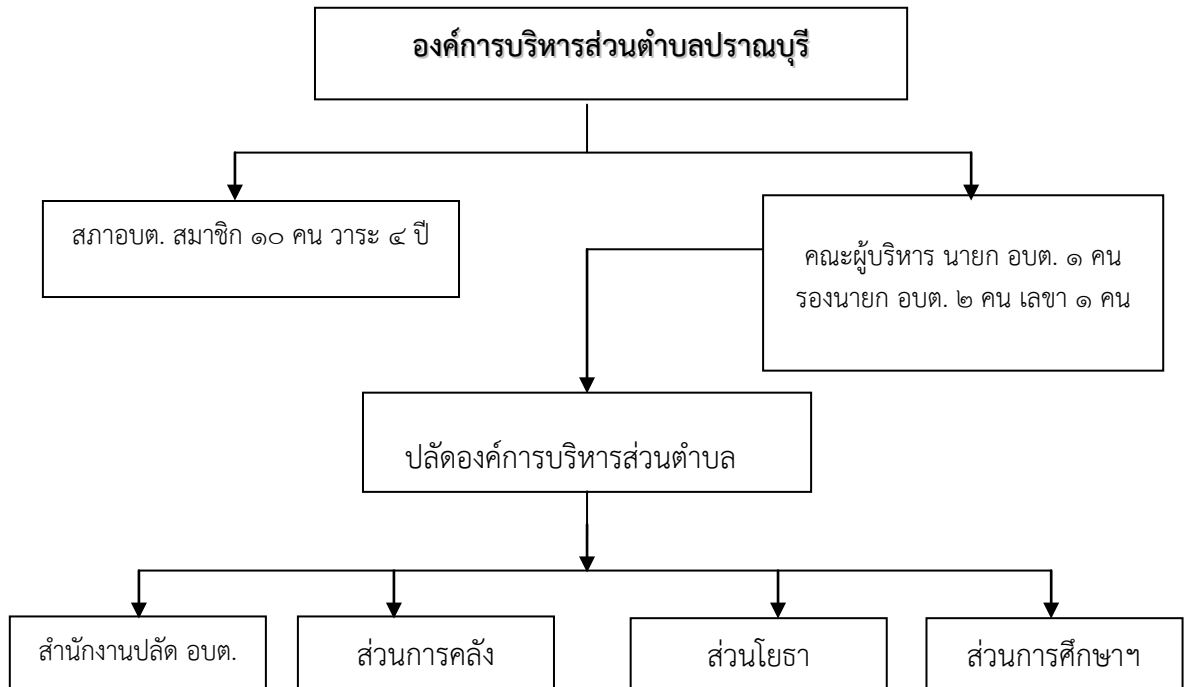 องค์การบริหารส่วนตำบลปราณบุรี
สภาอบต. สมาชิก ๑๐ คน วาระ ๔ ปี
คณะผู้บริหาร นายก อบต. ๑ คน
รองนายก อบต. ๒ คน เลขา ๑ คน
ปลัดองค์การบริหารส่วนตำบล
สำนักงานปลัด อบต.
ส่วนการคลัง
ส่วนโยธา
ส่วนการศึกษาฯ